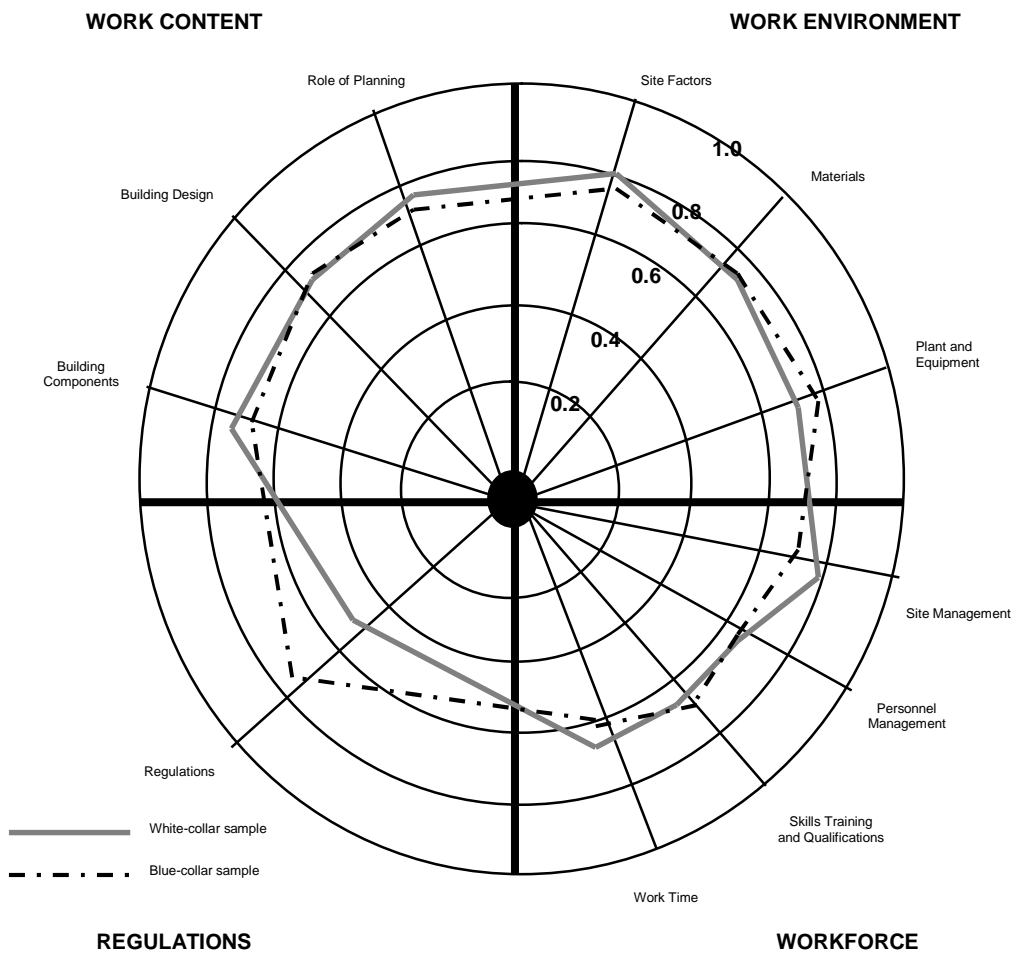 WORK CONTENT
WORK ENVIRONMENT
Role of Planning
Site Factors
1.0
Materials
Building Design
0.8
0.6
0.4
Plant and
Equipment
Building
Components
0.2
Site Management
Personnel
Management
Regulations
Skills Training
and Qualifications
White-collar sample
Blue-collar sample
Work Time
REGULATIONS
WORKFORCE